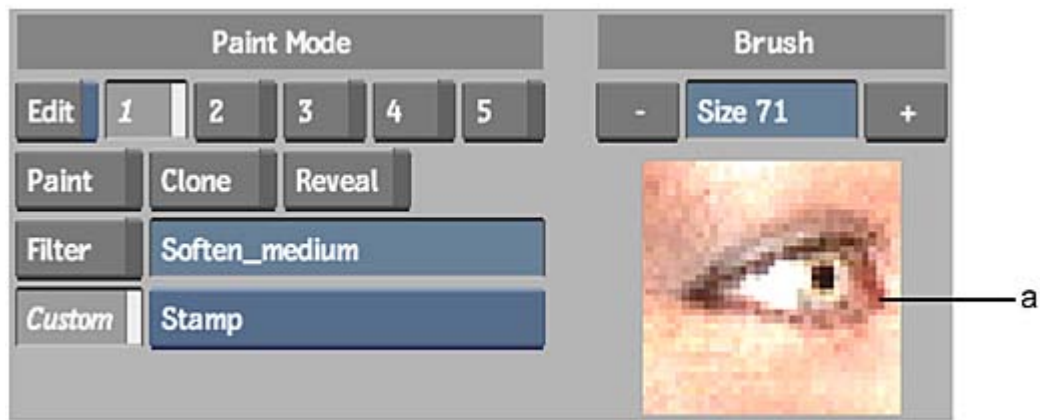 Paint Mode Brush
Edit 1 2 3 4 5 - Size 71 +
Paint Clone Reveal
Filter Soften_medium
a
Custom Stamp